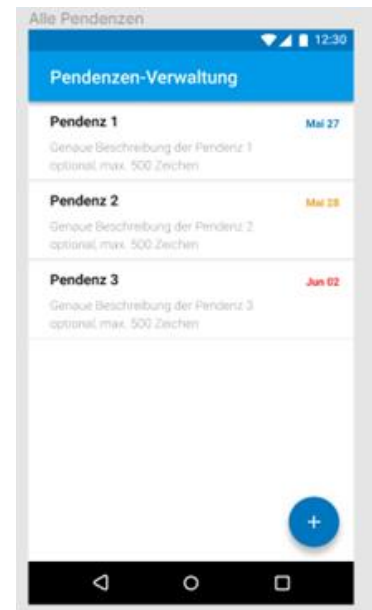 Alle Pendenzen
12:30
Pendenzen-Verwaltung
Pendenz 1 Mai 27
Genaue Beschreibung der Pendenz 1
optional, max. 500 Zeichen
Pendenz 2 Mai 28
Genaue Beschreibung der Pendenz 2
optional, max. 500 Zeichen
Pendenz 3 Jun 02
Genaue Beschreibung der Pendenz 3
optional, max. 500 Zeichen
+